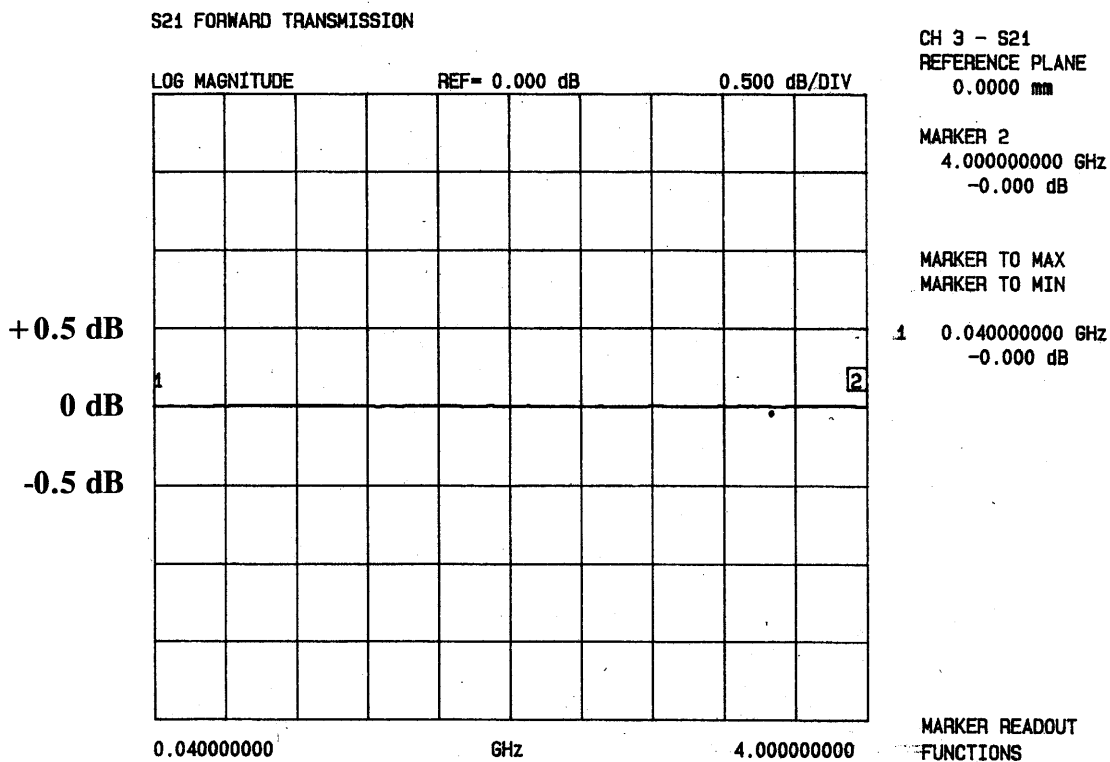 S21 FORWARD TRANSMISSION
LOG MAGNITUDE REF= 0.000 dB 0.500 dB/DIV
CH 3 - S21
REFERENCE PLANE
0.0000 mm
MARKER 2
4.000000000 GHz
-0.000 dB
MARKER TO MAX
MARKER TO MIN
1 0.040000000 GHz
-0.000 dB
+0.5 dB
1
2
0 dB
-0.5 dB
0.040000000 GHz 4.000000000
MARKER READOUT
FUNCTIONS